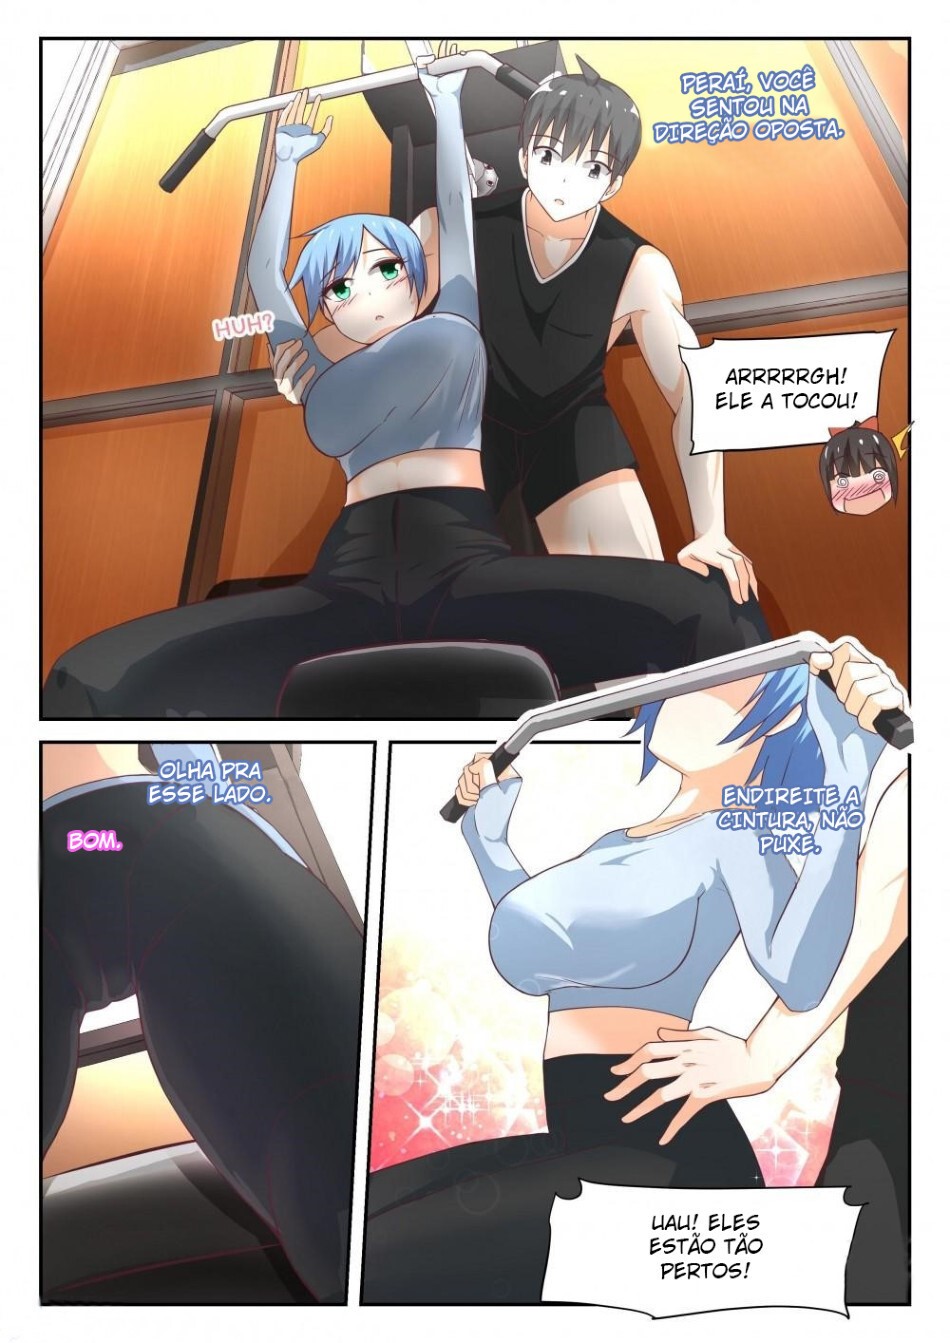 PERAÍ, VOCÊ
SENTOU NA
DIREÇÃO OPOSTA.
HUH?
ARRRRRGH!
ELE A TOCOU!
OLHA PRA
ESSE LADO.
BOM.
ENDIREITE A
CINTURA, NÃO
PUXE.
UAU! ELES
ESTÃO TÃO
PERTOS!